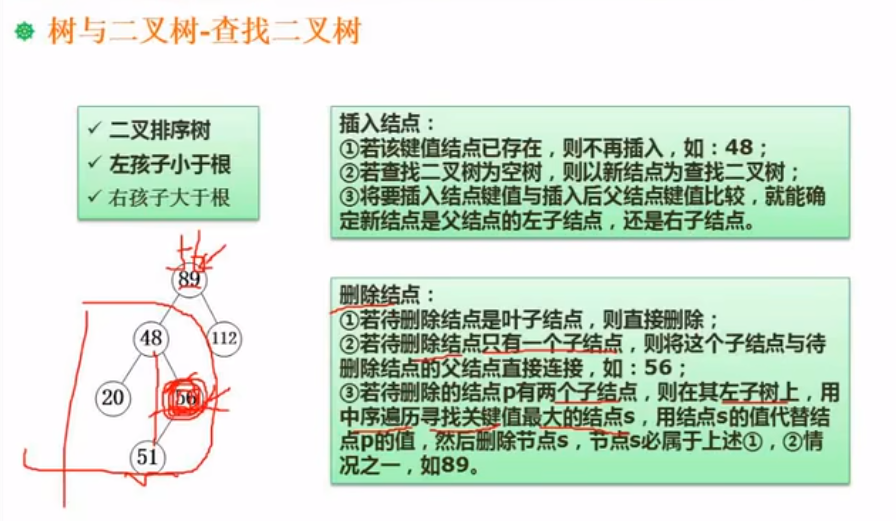 树与二叉树-查找二叉树
✓ 二叉排序树
✓ 左孩子小于根
✓ 右孩子大于根
插入结点：
①若该键值结点已存在，则不再插入，如：48；
②若查找二叉树为空树，则以新结点为查找二叉树；
③将要插入结点键值与插入后父结点键值比较，就能确
定新结点是父结点的左子结点，还是右子结点。
删除结点：
①若待删除结点是叶子结点，则直接删除；
②若待删除结点只有一个子结点，则将这个子结点与待
删除结点的父结点直接连接，如：56；
③若待删除的结点p有两个子结点，则在其左子树上，用
中序遍历寻找关键值最大的结点s，用结点s的值代替结
点p的值，然后删除节点s，节点s必属于上述①，②情
况之一，如89。
89
48
112
20
56
51